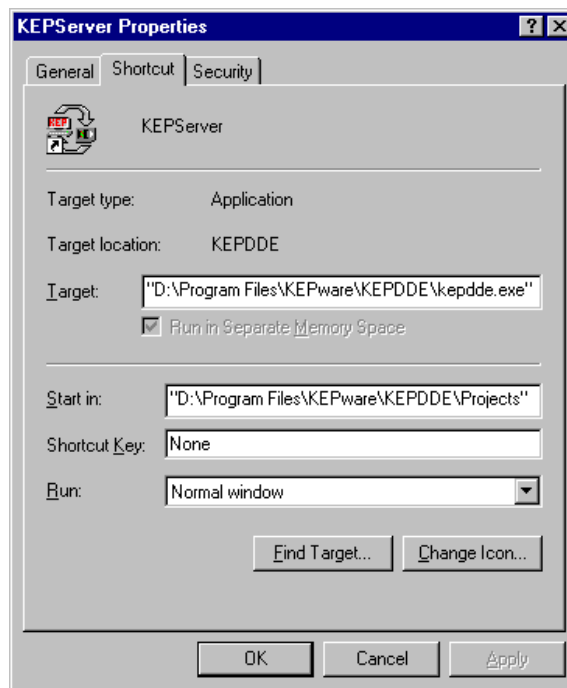 KEPServer Properties
General Shortcut Security
KEP
KEPServer
Target type: Application
Target location: KEPDDE
Target: "D:\Program Files\KEPware\KEPDDE\kepdde.exe"
Run in Separate Memory Space
Start in: "D:\Program Files\KEPware\KEPDDE\Projects"
Shortcut Key: None
Run: Normal window
Find Target... Change Icon...
OK Cancel Apply